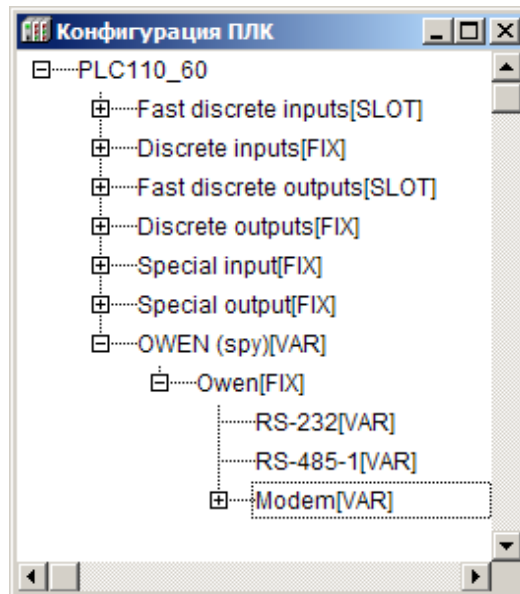 Конфигурация ПЛК
PLC110_60
Fast discrete inputs[SLOT]
Discrete inputs[FIX]
Fast discrete outputs[SLOT]
Discrete outputs[FIX]
Special input[FIX]
Special output[FIX]
OWEN (spy)[VAR]
Owen[FIX]
RS-232[VAR]
RS-485-1[VAR]
Modem[VAR]